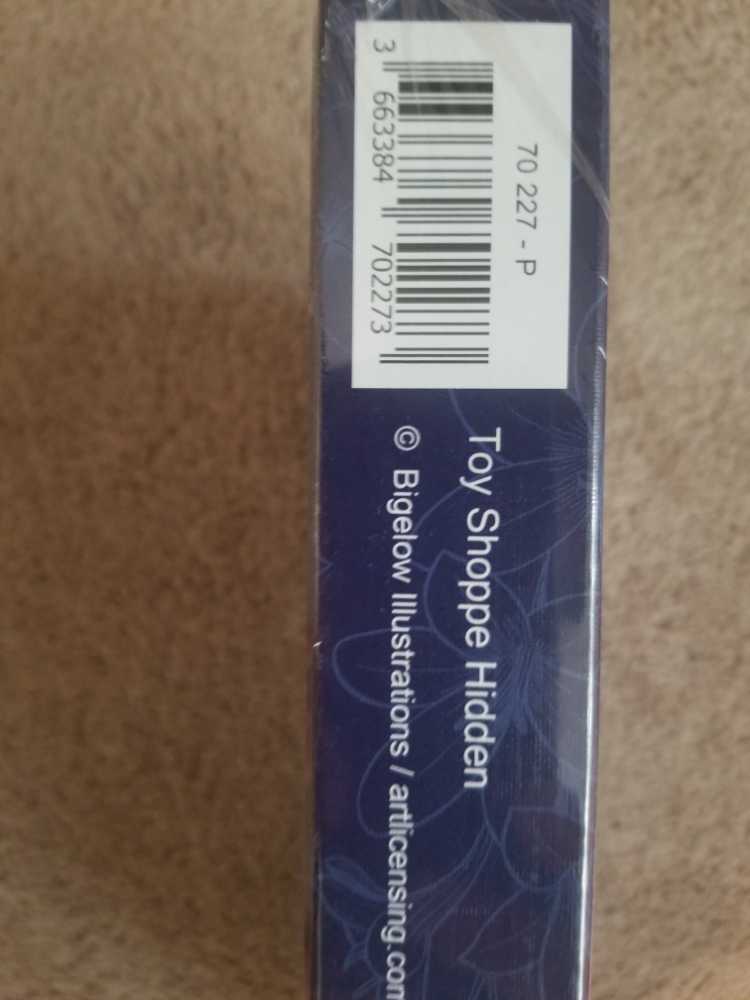 70 227 - P
3 663384 702273
Toy Shoppe Hidden
© Bigelow Illustrations / artlicensing.com